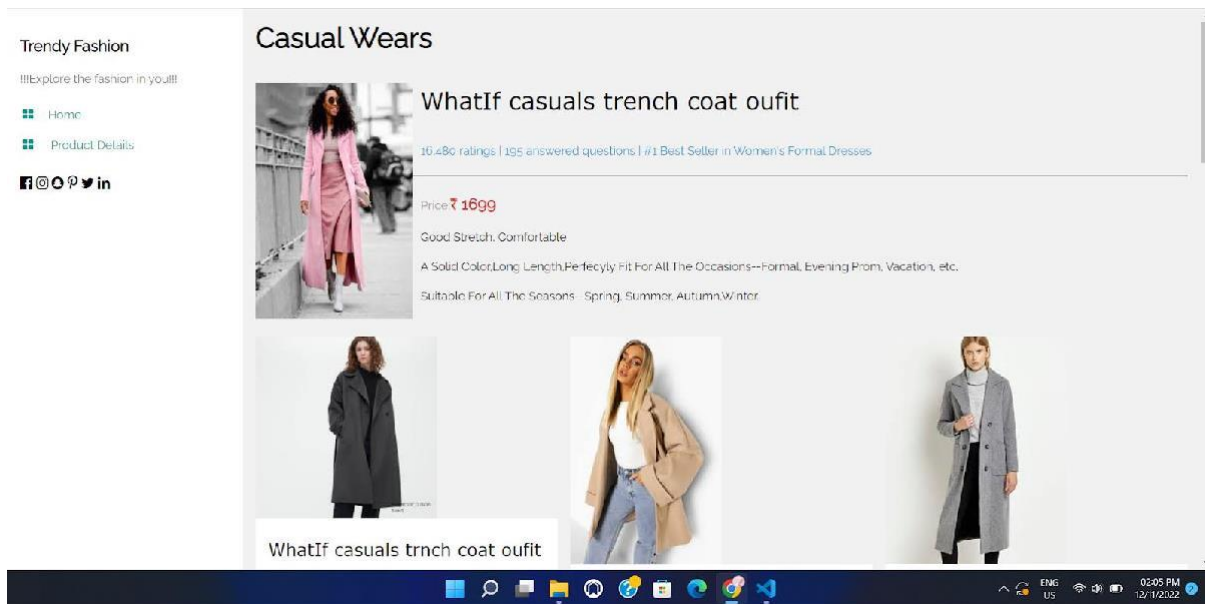 Trendy Fashion
!!!Explore the fashion in you!!!
Home
Product Details
Casual Wears
WhatIf casuals trench coat oufit
16,480 ratings | 195 answered questions | #1 Best Seller in Women's Formal Dresses
Price ₹ 1699
Good Stretch, Comfortable
A Solid Color,Long Length,Perfecyly Fit For All The Occasions--Formal, Evening Prom, Vacation, etc.
Suitable For All The Seasons--Spring, Summer, Autumn,Winter.
WhatIf casuals trnch coat oufit
ENG
US
02:05 PM
12/11/2022